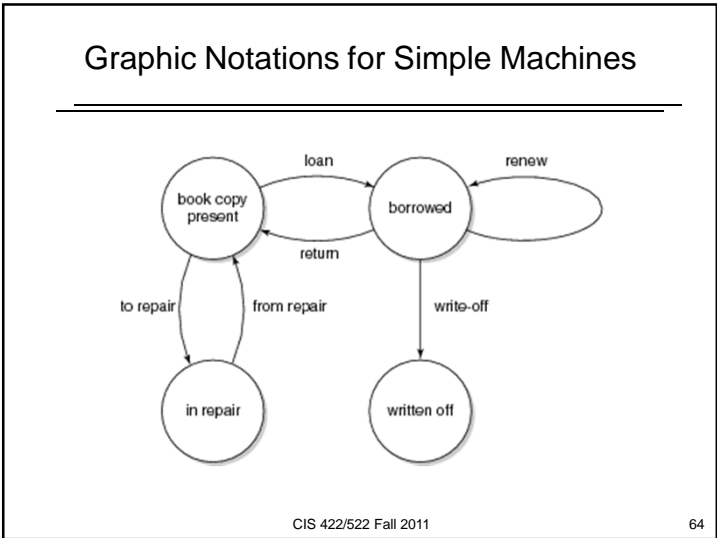 Graphic Notations for Simple Machines
loan
renew
book copy
present
borrowed
return
to repair
from repair
write-off
in repair
written off
CIS 422/522 Fall 2011
64